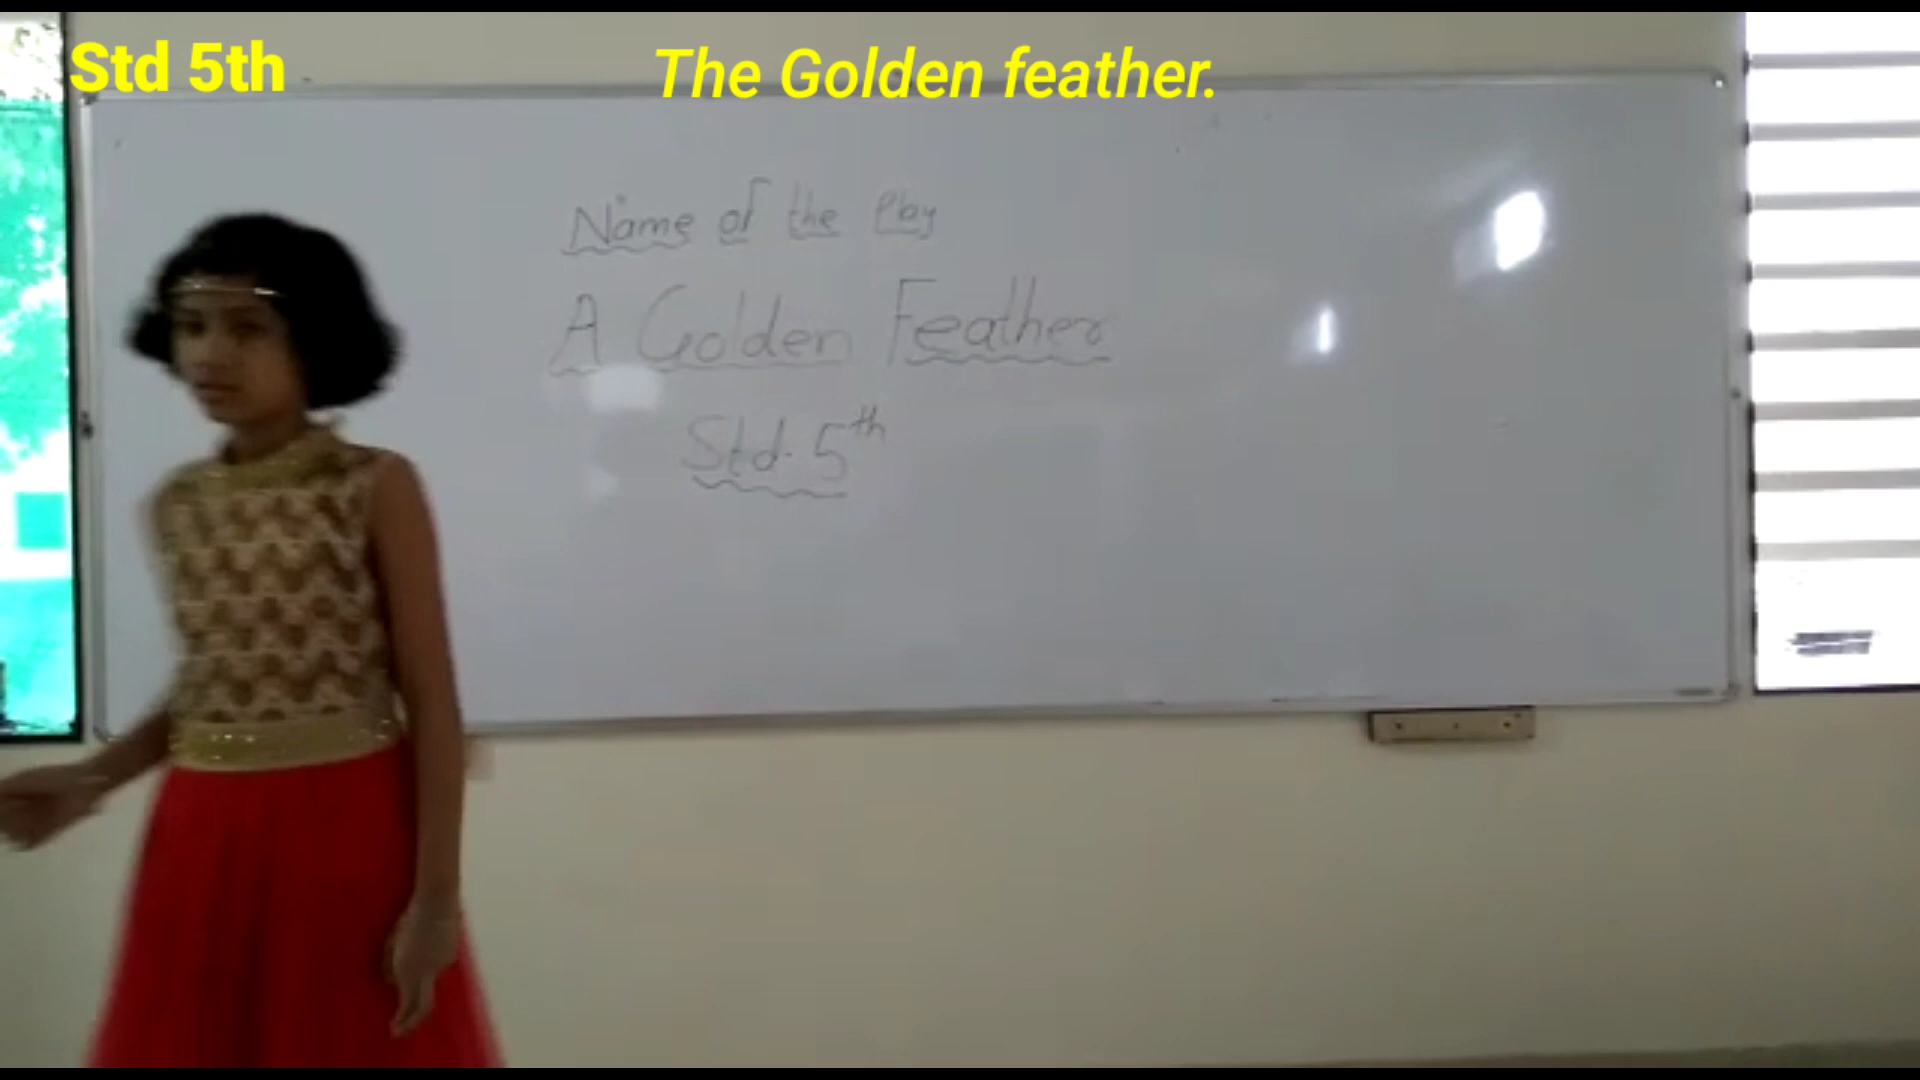 Std 5th
The Golden feather.
Name of the Play
A Golden Feather
Std. 5th